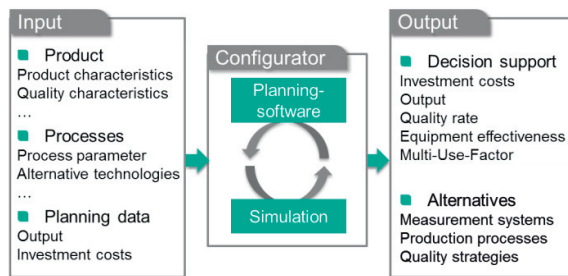 Input
Product
Product characteristics
Quality characteristics
...
Processes
Process parameter
Alternative technologies
...
Planning data
Output
Investment costs
Configurator
Planning-
software
Simulation
Output
Decision support
Investment costs
Output
Quality rate
Equipment effectiveness
Multi-Use-Factor
Alternatives
Measurement systems
Production processes
Quality strategies